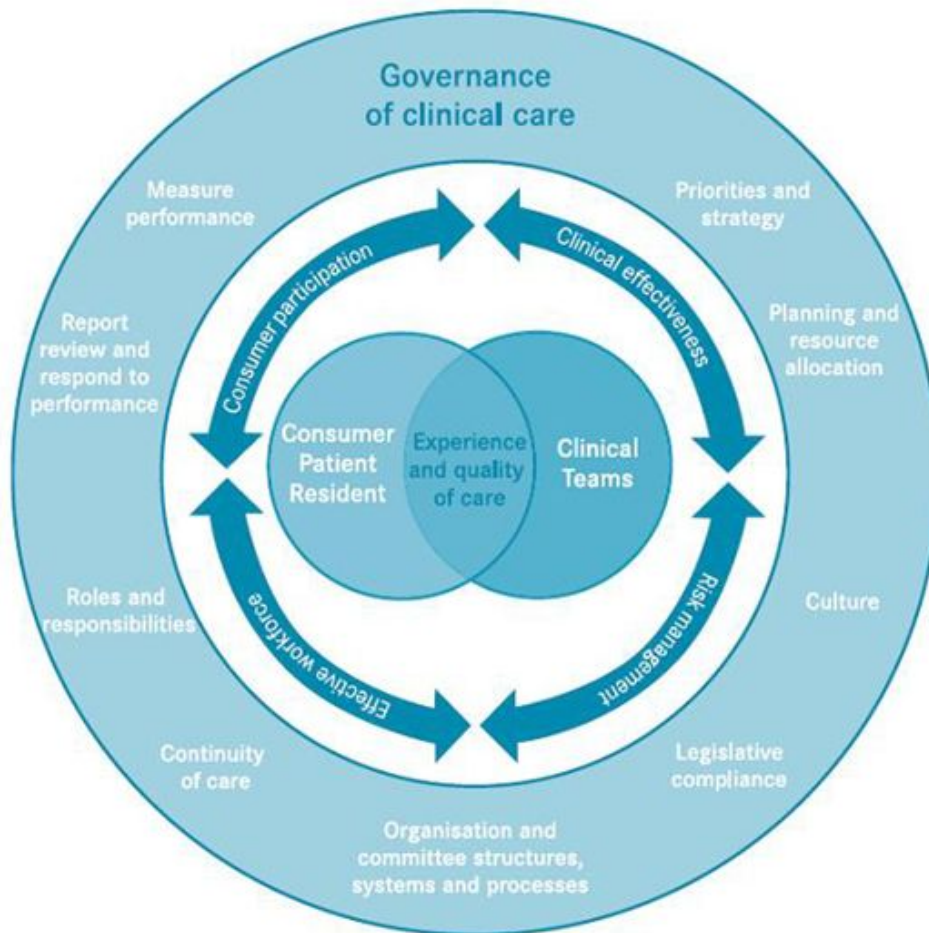 Governance
of clinical care
Measure
performance
Priorities and
strategy
Consumer participation
Clinical effectiveness
Report
review and
respond to
performance
Planning and
resource
allocation
Consumer
Patient
Resident
Experience
and quality
of care
Clinical
Teams
Roles and
responsibilities
Effective workforce
Risk management
Culture
Continuity
of care
Legislative
compliance
Organisation and
committee structures,
systems and processes